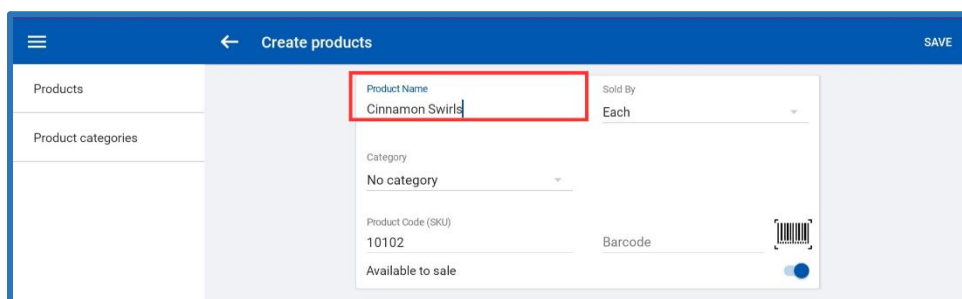 Create products
SAVE
Products
Product categories
Product Name
Cinnamon Swirls
Sold By
Each
Category
No category
Product Code (SKU)
10102
Barcode
Available to sale